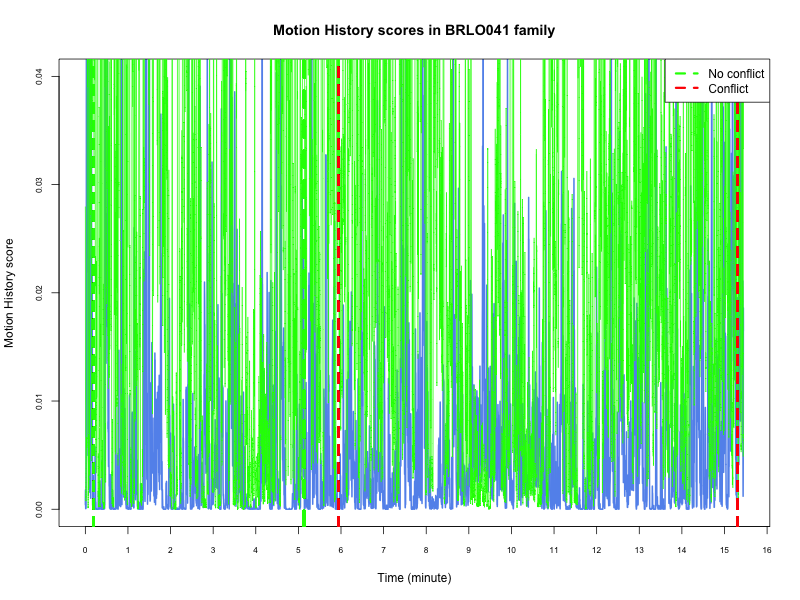 Motion History scores in BRLO041 family
No conflict
Conflict
Motion History score
0.04
0.03
0.02
0.01
0.00
0 1 2 3 4 5 6 7 8 9 10 11 12 13 14 15 16
Time (minute)